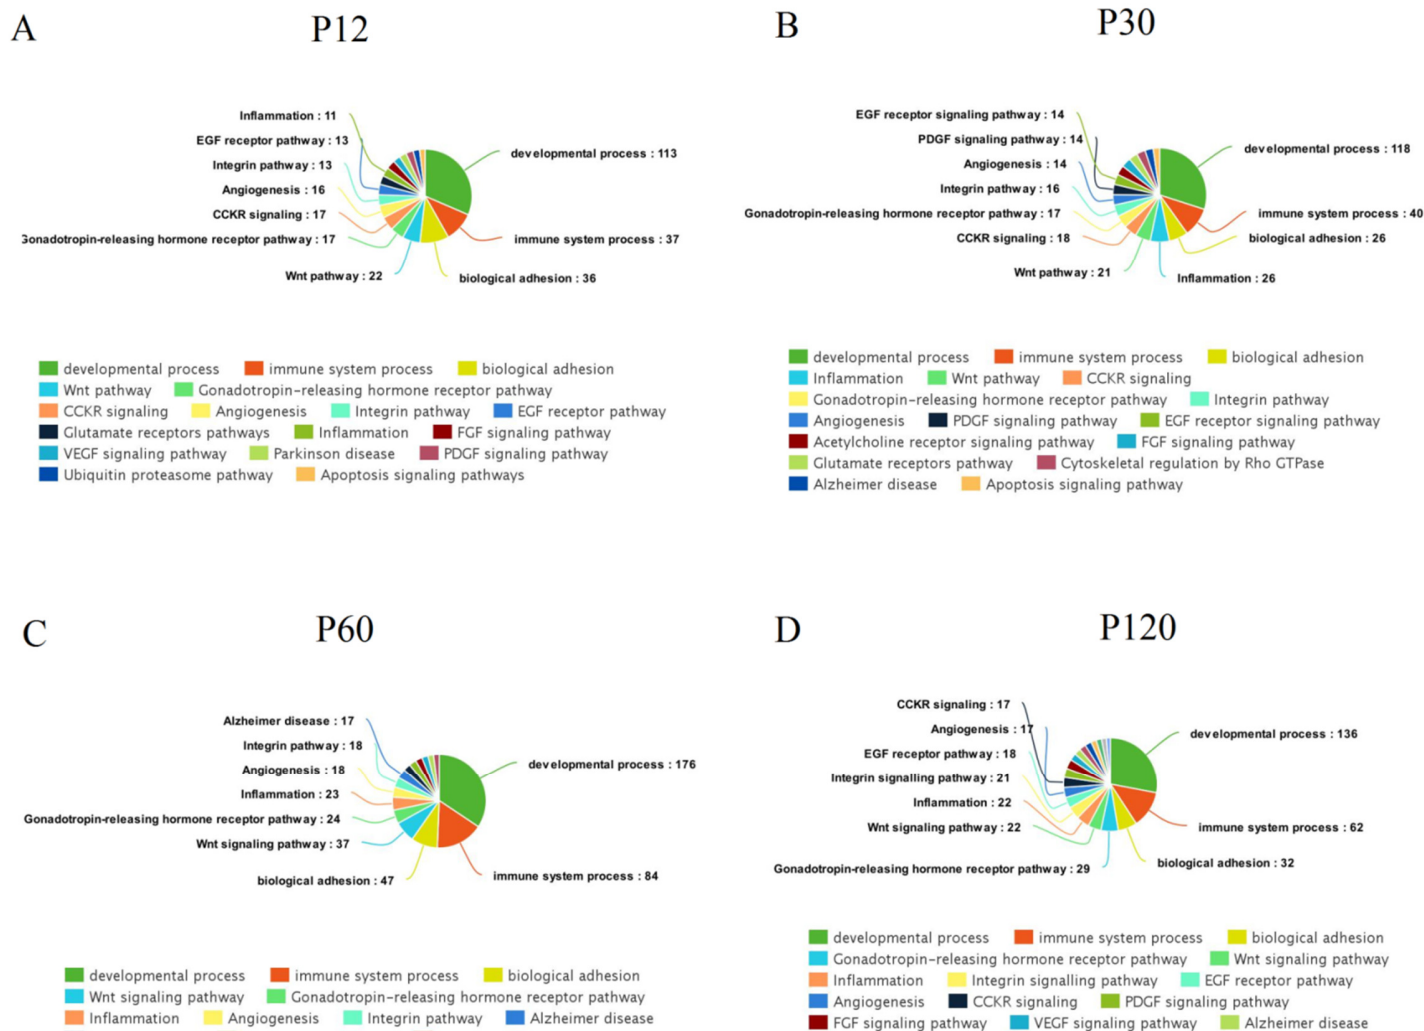 A
P12
Inflammation : 11
EGF receptor pathway : 13
Integrin pathway : 13
Angiogenesis : 16
CCKR signaling : 17
Gonadotropin-releasing hormone receptor pathway : 17
Wnt pathway : 22
developmental process : 113
immune system process : 37
biological adhesion : 36
developmental process immune system process biological adhesion
Wnt pathway Gonadotropin-releasing hormone receptor pathway
CCKR signaling Angiogenesis Integrin pathway EGF receptor pathway
Glutamate receptors pathways Inflammation FGF signaling pathway
VEGF signaling pathway Parkinson disease PDGF signaling pathway
Ubiquitin proteasome pathway Apoptosis signaling pathways
B
P30
EGF receptor signaling pathway : 14
PDGF signaling pathway : 14
Angiogenesis : 14
Integrin pathway : 16
Gonadotropin-releasing hormone receptor pathway : 17
CCKR signaling : 18
Wnt pathway : 21
developmental process : 118
immune system process : 40
biological adhesion : 26
Inflammation : 26
developmental process immune system process biological adhesion
Inflammation Wnt pathway CCKR signaling
Gonadotropin-releasing hormone receptor pathway Integrin pathway
Angiogenesis PDGF signaling pathway EGF receptor signaling pathway
Acetylcholine receptor signaling pathway FGF signaling pathway
Glutamate receptors pathway Cytoskeletal regulation by Rho GTPase
Alzheimer disease Apoptosis signaling pathway
C
P60
Alzheimer disease : 17
Integrin pathway : 18
Angiogenesis : 18
Inflammation : 23
Gonadotropin-releasing hormone receptor pathway : 24
Wnt signaling pathway : 37
biological adhesion : 47
developmental process : 176
immune system process : 84
developmental process immune system process biological adhesion
Wnt signaling pathway Gonadotropin-releasing hormone receptor pathway
Inflammation Angiogenesis Integrin pathway Alzheimer disease
D
P120
CCKR signaling : 17
Angiogenesis : 17
EGF receptor pathway : 18
Integrin signalling pathway : 21
Inflammation : 22
Wnt signaling pathway : 22
Gonadotropin-releasing hormone receptor pathway : 29
developmental process : 136
immune system process : 62
biological adhesion : 32
developmental process immune system process biological adhesion
Gonadotropin-releasing hormone receptor pathway Wnt signaling pathway
Inflammation Integrin signalling pathway EGF receptor pathway
Angiogenesis CCKR signaling PDGF signaling pathway
FGF signaling pathway VEGF signaling pathway Alzheimer disease